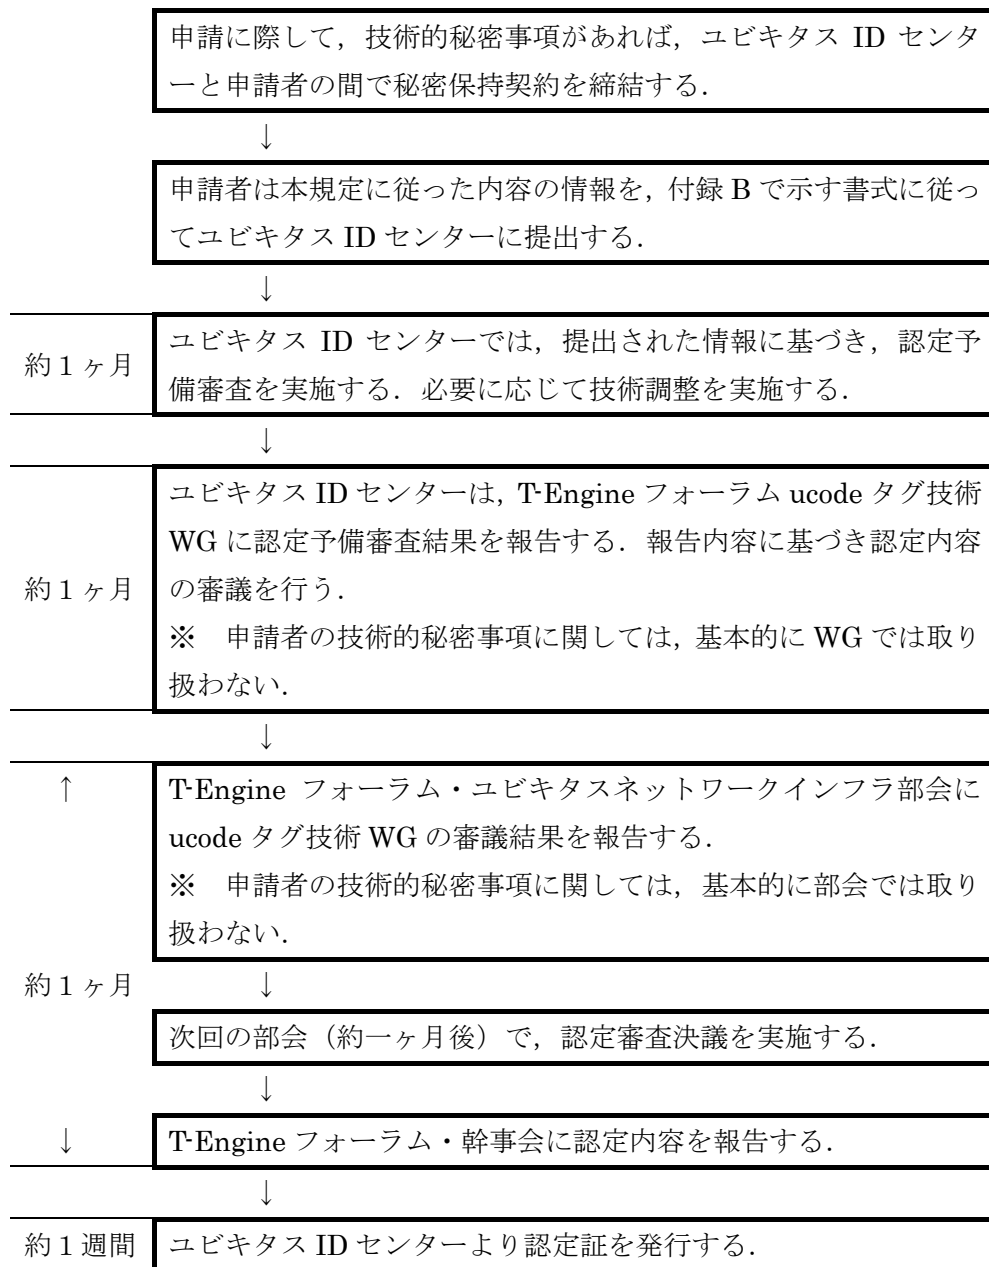 申請に際して，技術的秘密事項があれば，ユビキタス ID センタ
ーと申請者の間で秘密保持契約を締結する．
↓
申請者は本規定に従った内容の情報を，付録 B で示す書式に従っ
てユビキタス ID センターに提出する．
↓
約１ヶ月
ユビキタス ID センターでは，提出された情報に基づき，認定予
備審査を実施する．必要に応じて技術調整を実施する．
↓
約１ヶ月
ユビキタス ID センターは，T-Engine フォーラム ucode タグ技術
WG に認定予備審査結果を報告する．報告内容に基づき認定内容
の審議を行う．
※　申請者の技術的秘密事項に関しては，基本的に WG では取り
扱わない．
↓
↑
T-Engine フォーラム・ユビキタスネットワークインフラ部会に
ucode タグ技術 WG の審議結果を報告する．
※　申請者の技術的秘密事項に関しては，基本的に部会では取り
扱わない．
約１ヶ月
↓
次回の部会（約一ヶ月後）で，認定審査決議を実施する．
↓
↓
T-Engine フォーラム・幹事会に認定内容を報告する．
↓
約１週間
ユビキタス ID センターより認定証を発行する．